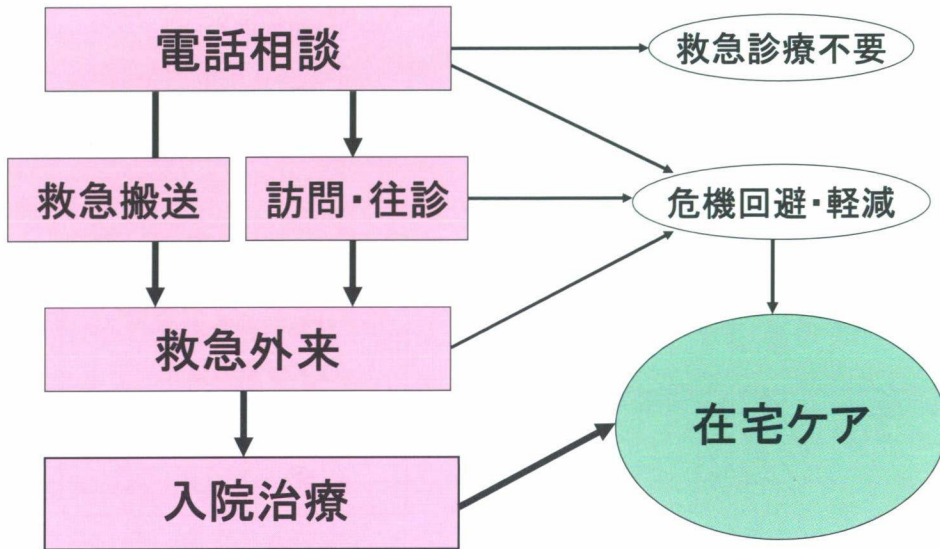 電話相談
救急診療不要
救急搬送
訪問・往診
危機回避・軽減
救急外来
在宅ケア
入院治療